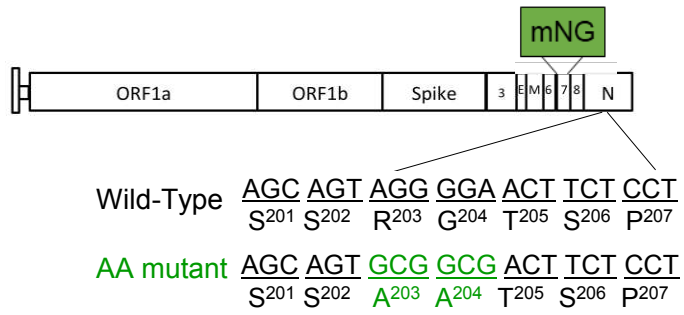 mNG
ORF1a ORF1b Spike 3 E M 6 7 8 N
Wild-Type AGC AGT AGG GGA ACT TCT CCT
S201 S202 R203 G204 T205 S206 P207
AA mutant AGC AGT GCG GCG ACT TCT CCT
S201 S202 A203 A204 T205 S206 P207